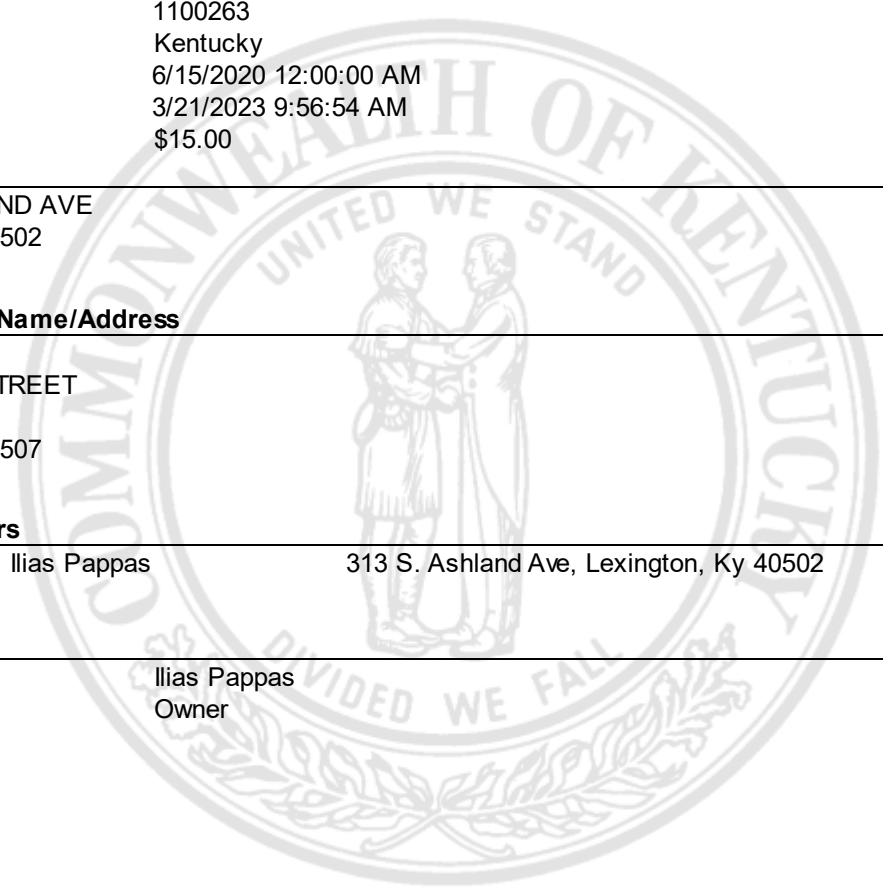 1100263
Kentucky
6/15/2020 12:00:00 AM
3/21/2023 9:56:54 AM
$15.00
ND AVE
502
Name/Address
TREET
507
rs
Ilias Pappas 313 S. Ashland Ave, Lexington, Ky 40502
Ilias Pappas
Owner
COMMONWEALTH OF KENTUCKY
UNITED WE STAND
DIVIDED WE FALL